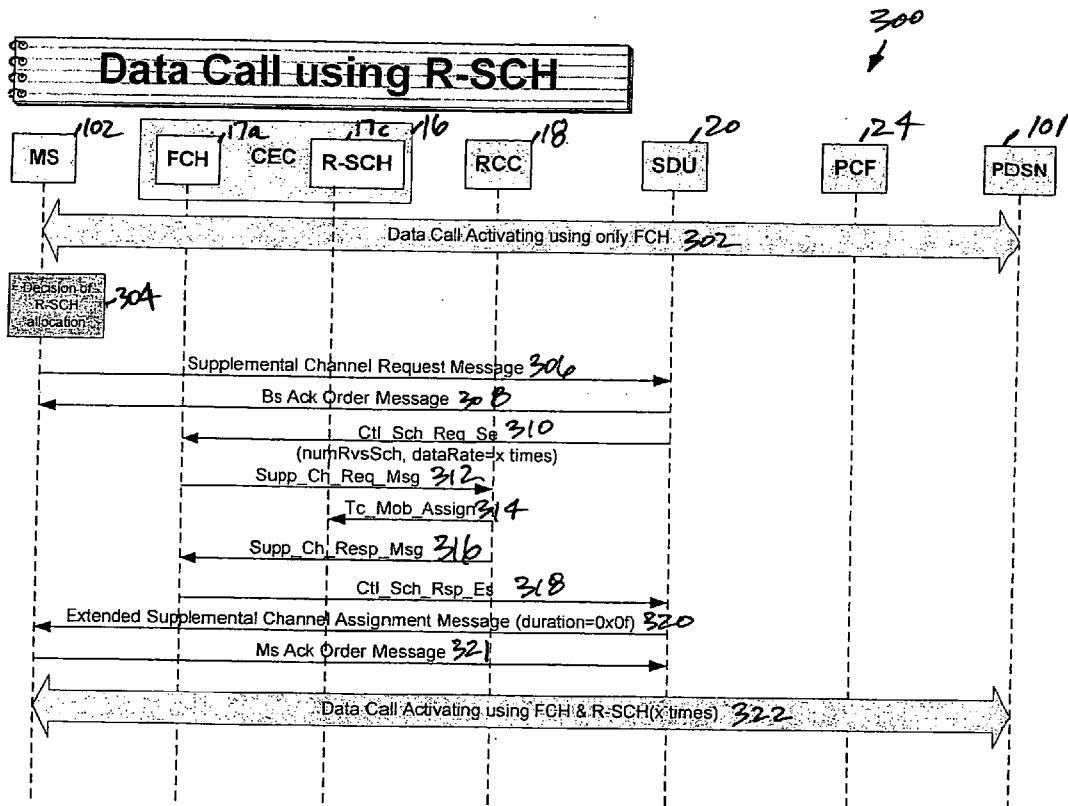 300
Data Call using R-SCH
102 17a 17c 16 18 20 24 101
MS FCH CEC R-SCH RCC SDU PCF PDSN
Data Call Activating using only FCH 302
Decision of
R-SCH
allocation
304
Supplemental Channel Request Message 306
Bs Ack Order Message 308
Ctl_Sch_Req_Se 310
(numRvsSch, dataRate=x times)
Supp_Ch_Req_Msg 312
Tc_Mob_Assign 314
Supp_Ch_Resp_Msg 316
Ctl_Sch_Rsp_Es 318
Extended Supplemental Channel Assignment Message (duration=0x0f) 320
Ms Ack Order Message 321
Data Call Activating using FCH & R-SCH(x times) 322